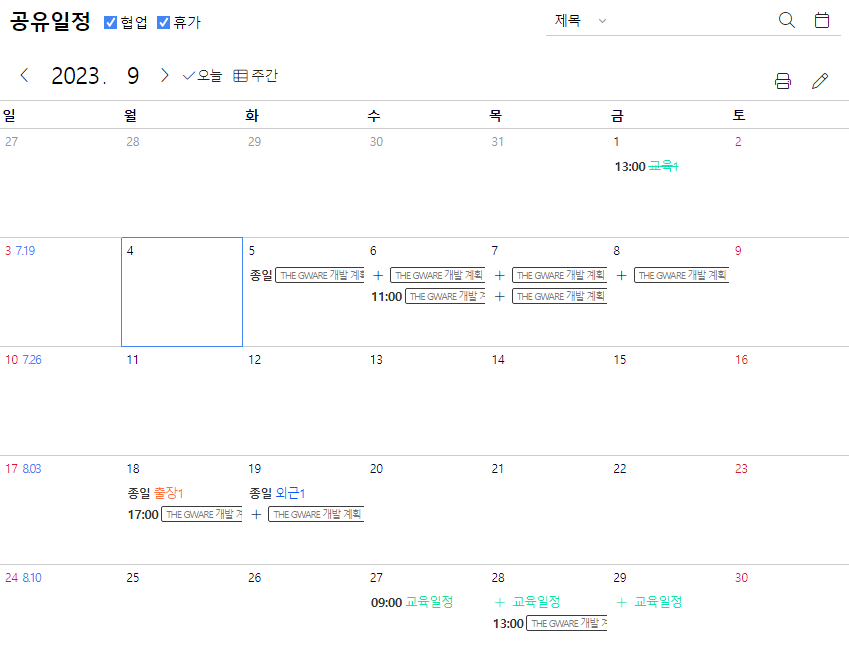 공유일정 협업 휴가 제목
2023. 9 오늘 주간
일 월 화 수 목 금 토
27 28 29 30 31 1 2
13:00 교육1
3 7.19 4 5 6 7 8 9
종일 THE GWARE 개발 계획 + THE GWARE 개발 계획 + THE GWARE 개발 계획 + THE GWARE 개발 계획
11:00 THE GWARE 개발 계 + THE GWARE 개발 계획
10 7.26 11 12 13 14 15 16
17 8.03 18 19 20 21 22 23
종일 출장1 종일 외근1
17:00 THE GWARE 개발 계 + THE GWARE 개발 계획
24 8.10 25 26 27 28 29 30
09:00 교육일정 + 교육일정 + 교육일정
13:00 THE GWARE 개발 계